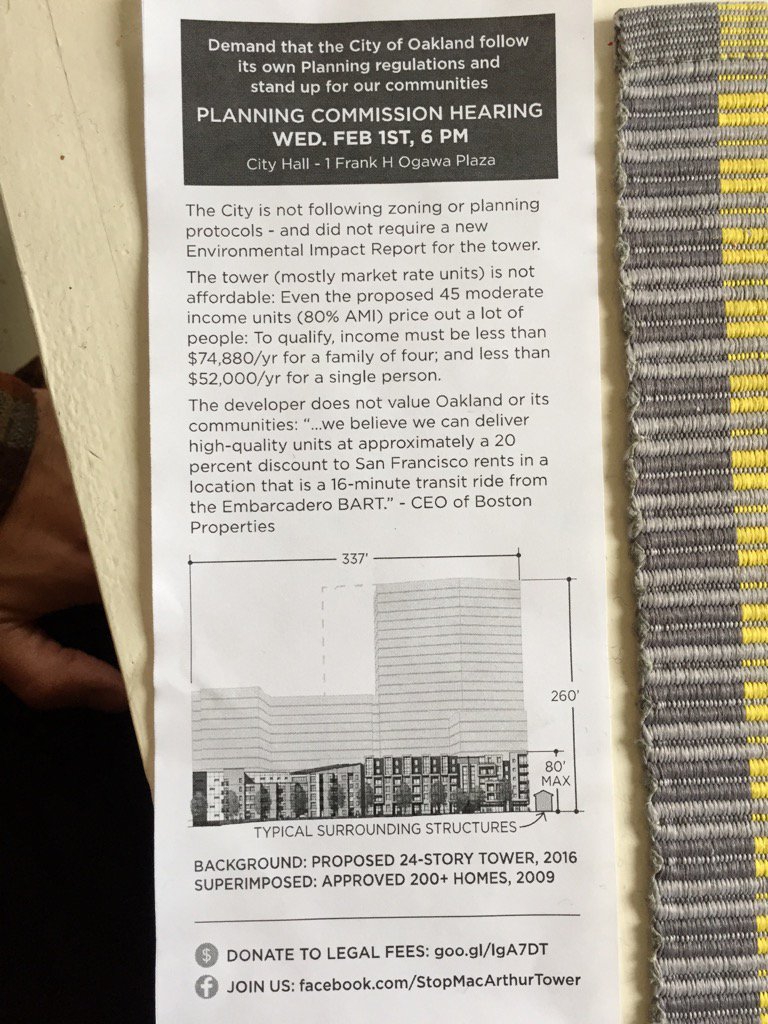 Demand that the City of Oakland follow
its own Planning regulations and
stand up for our communities
PLANNING COMMISSION HEARING
WED. FEB 1ST, 6 PM
City Hall - 1 Frank H Ogawa Plaza
The City is not following zoning or planning
protocols - and did not require a new
Environmental Impact Report for the tower.
The tower (mostly market rate units) is not
affordable: Even the proposed 45 moderate
income units (80% AMI) price out a lot of
people: To qualify, income must be less than
$74,880/yr for a family of four; and less than
$52,000/yr for a single person.
The developer does not value Oakland or its
communities: “...we believe we can deliver
high-quality units at approximately a 20
percent discount to San Francisco rents in a
location that is a 16-minute transit ride from
the Embarcadero BART.” - CEO of Boston
Properties
337'
260'
80'
MAX
TYPICAL SURROUNDING STRUCTURES
BACKGROUND: PROPOSED 24-STORY TOWER, 2016
SUPERIMPOSED: APPROVED 200+ HOMES, 2009
$ DONATE TO LEGAL FEES: goo.gl/IgA7DT
f JOIN US: facebook.com/StopMacArthurTower